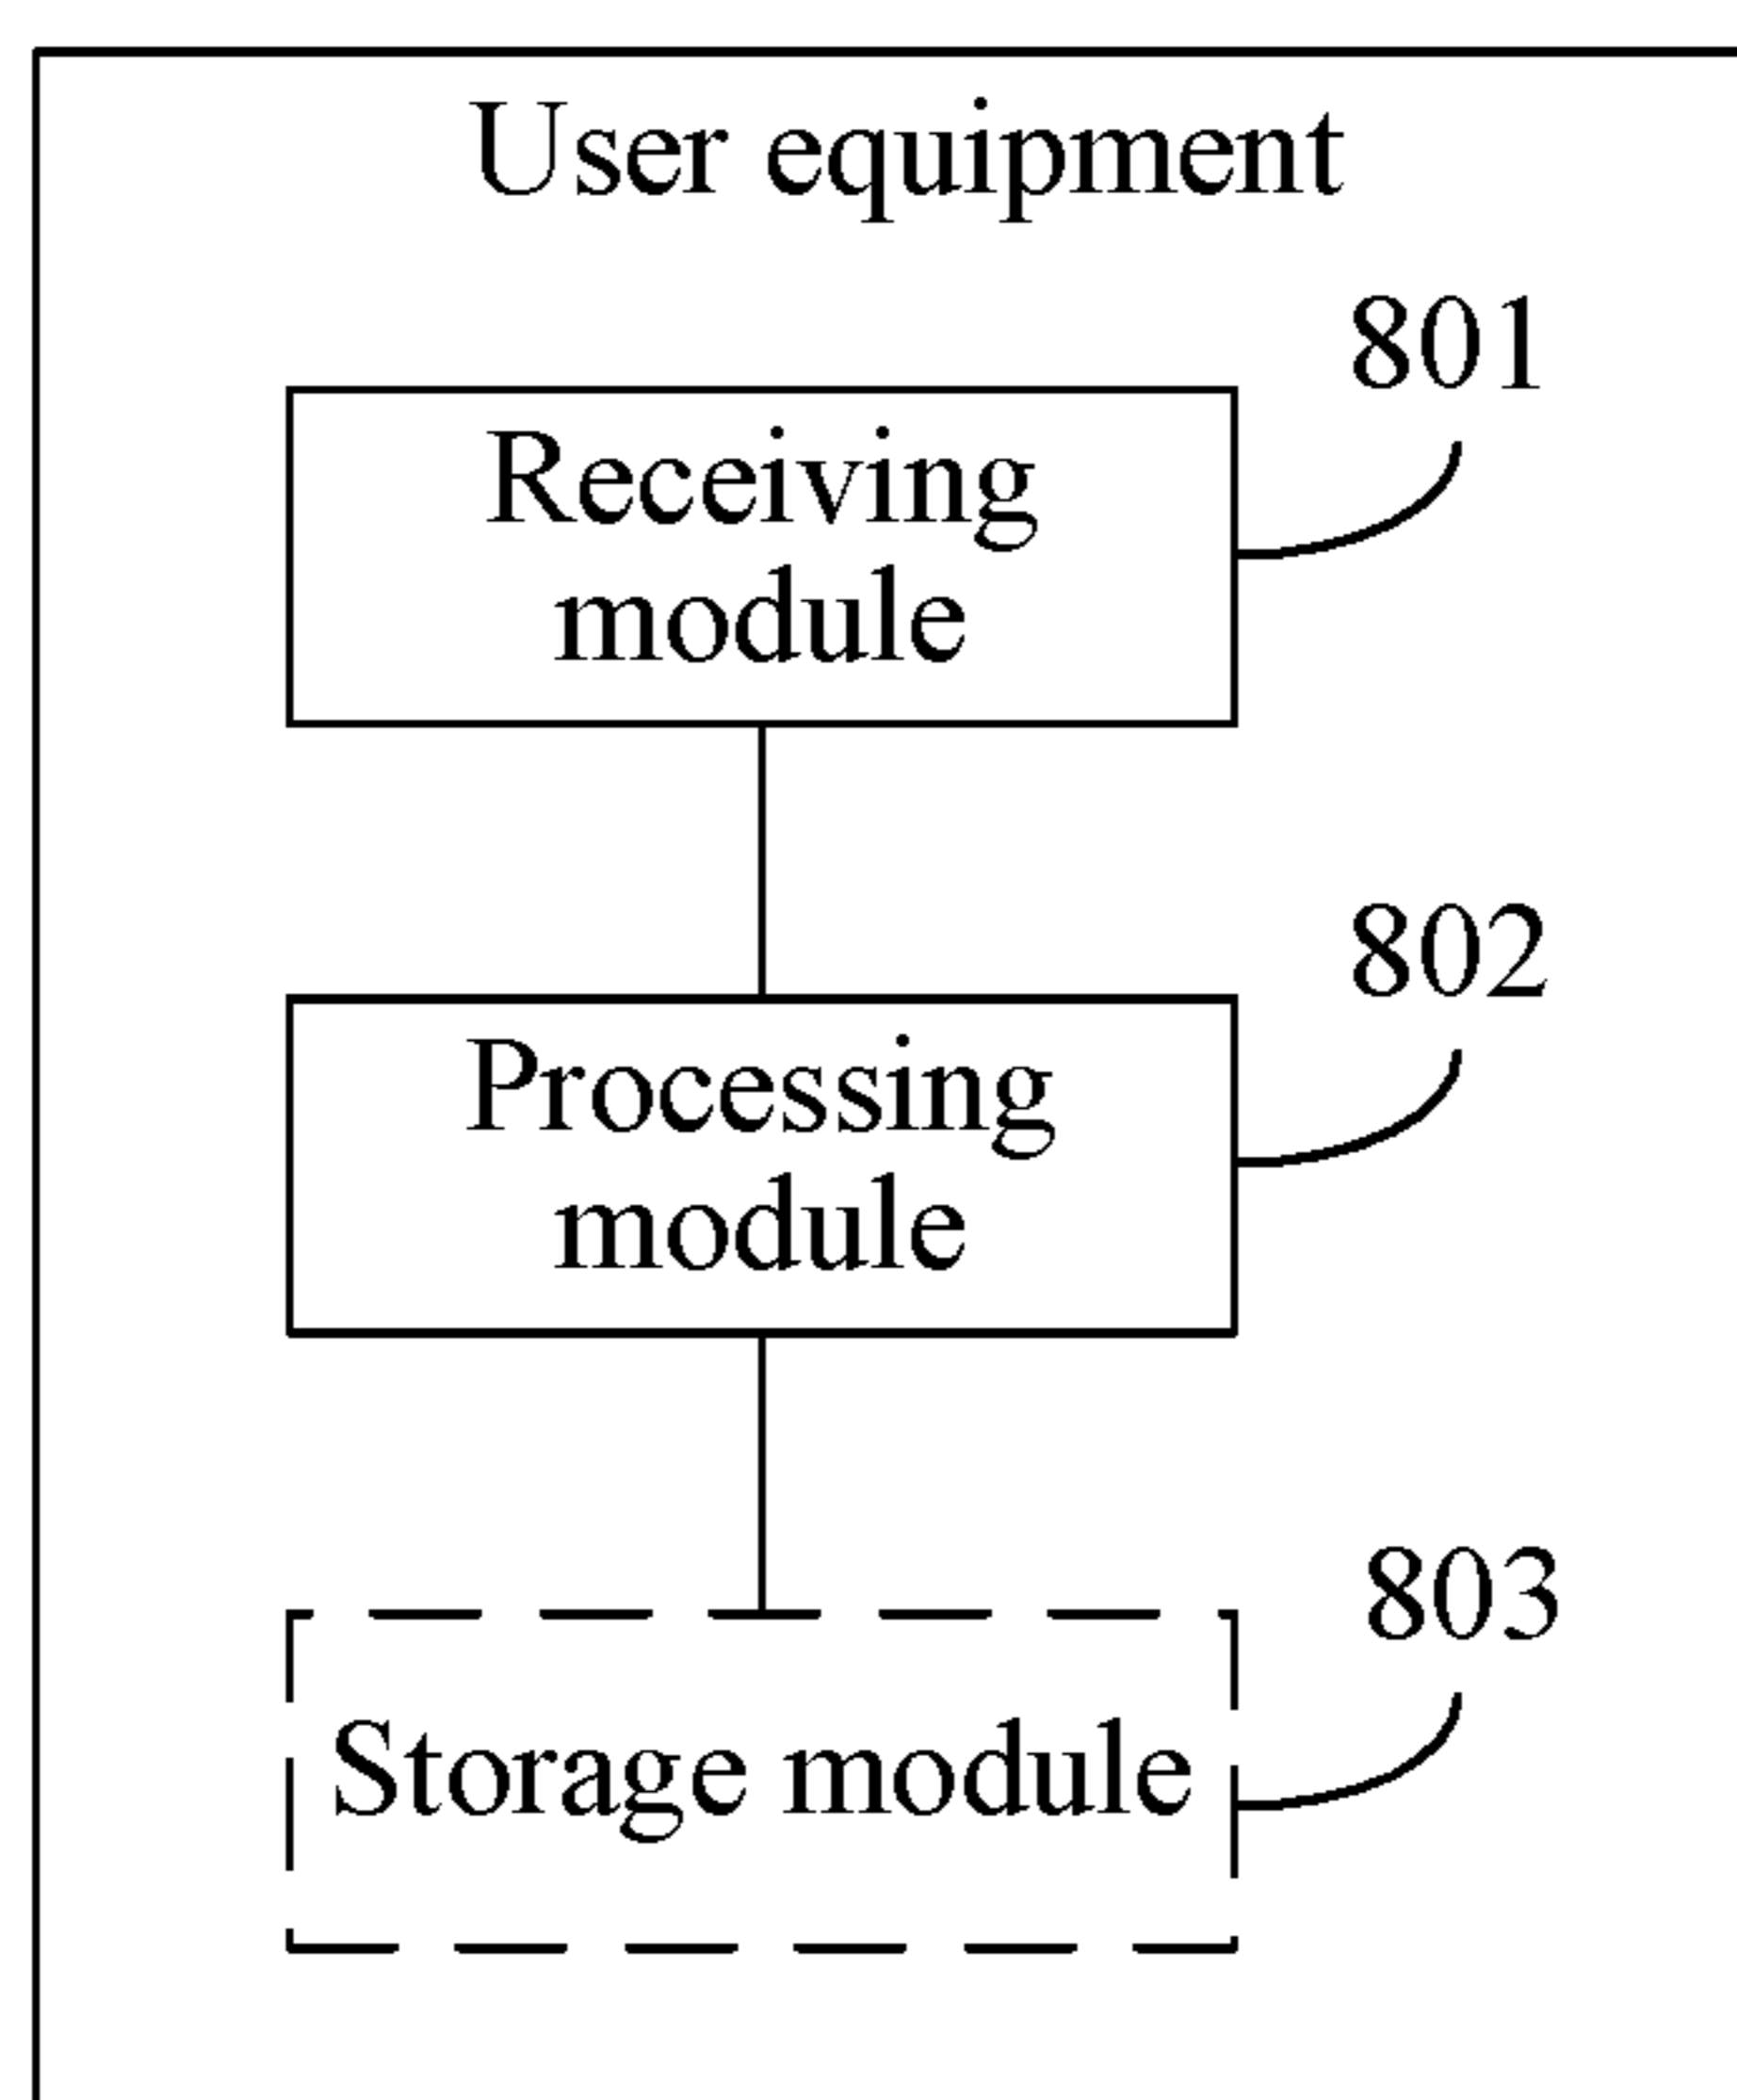 User equipment
801
Receiving
module
802
Processing
module
803
Storage module